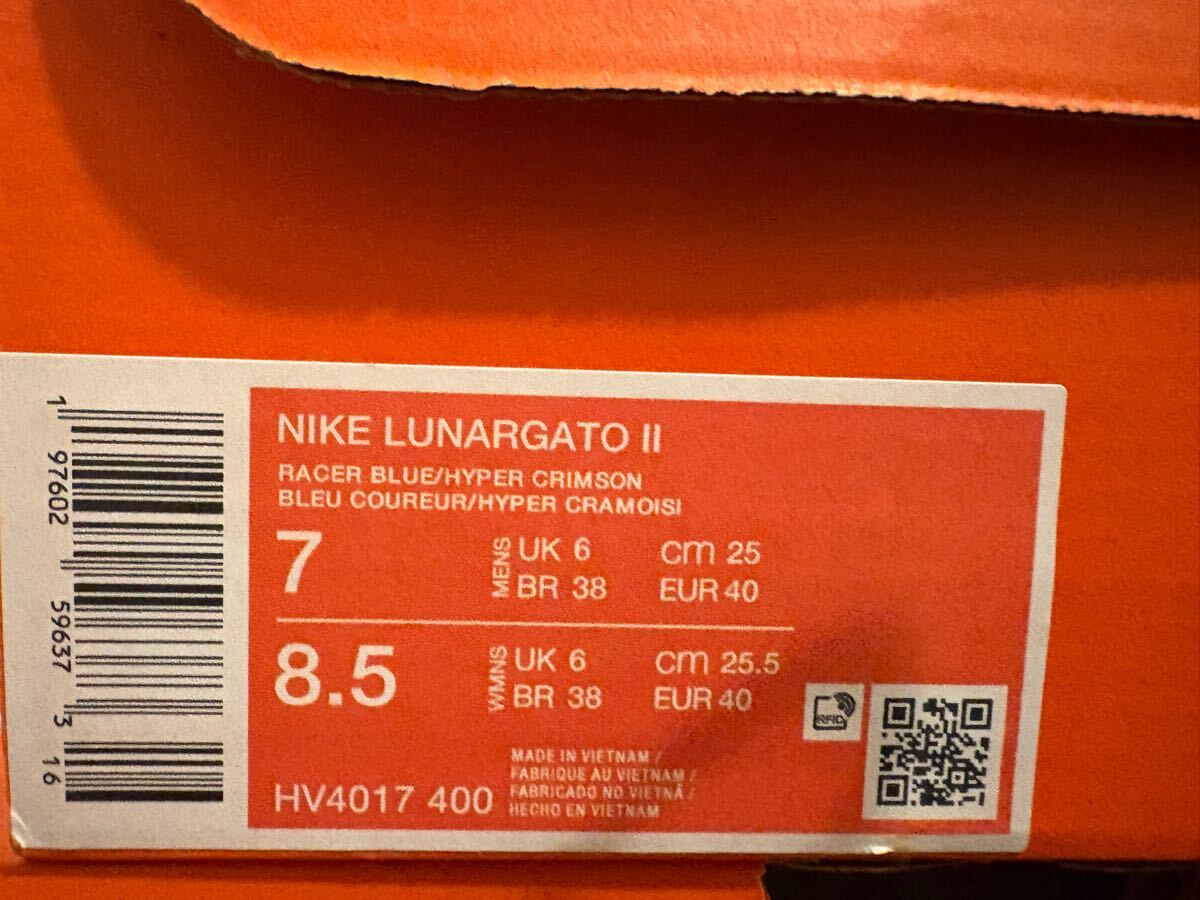 1 97602 59637 3 16
NIKE LUNARGATO II
RACER BLUE/HYPER CRIMSON
BLEU COUREUR/HYPER CRAMOISI
7 MENS UK 6 cm 25
BR 38 EUR 40
8.5 WMNS UK 6 cm 25.5
BR 38 EUR 40
RFID
MADE IN VIETNAM /
FABRIQUE AU VIETNAM /
FABRICADO NO VIETNÃ /
HECHO EN VIETNAM
HV4017 400